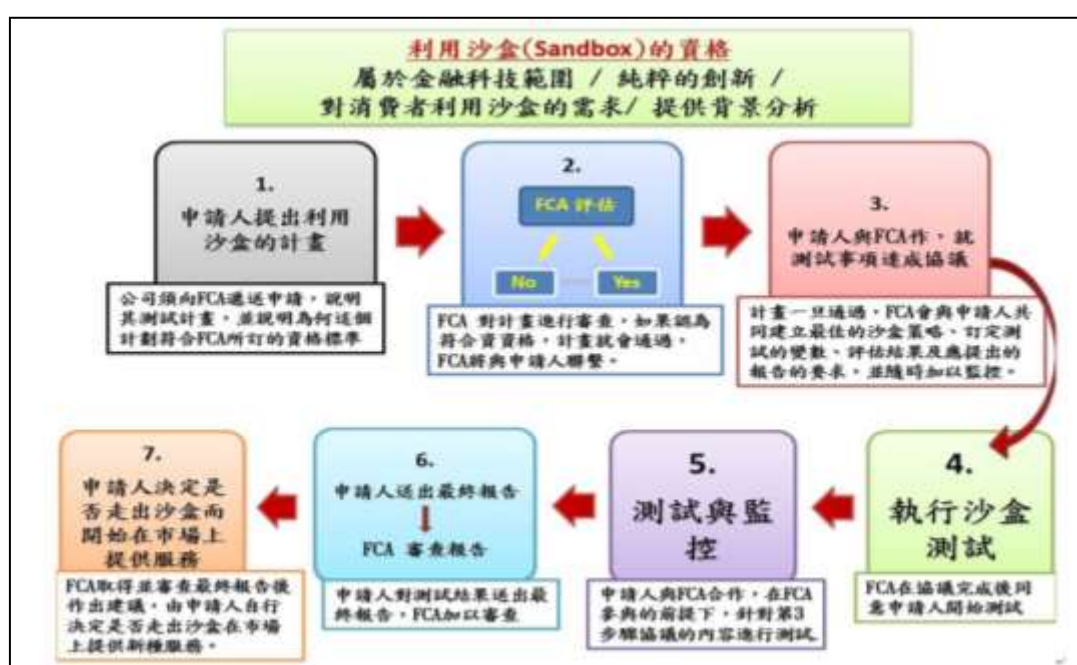 利用沙盒(Sandbox)的資格
屬於金融科技範圍 / 純粹的創新 /
對消費者利用沙盒的需求/ 提供背景分析
1.
申請人提出利用
沙盒的計畫
公司須向FCA遞送申請，說明
其測試計畫，並說明為何這個
計劃符合FCA所訂的資格標準
2.
FCA 評估
No
Yes
FCA 對計畫進行審查，如果認為
符合資資格，計畫就會通過，
FCA將與申請人聯繫。
3.
申請人與FCA作，就
測試事項達成協議
計畫一旦通過，FCA會與申請人共
同建立最佳的沙盒策略、訂定測
試的變數、評估結果及應提出的
報告的要求，並隨時加以監控。
4.
執行沙盒
測試
FCA在協議完成後同
意申請人開始測試
5.
測試與監
控
申請人與FCA合作，在FCA
參與的前提下，針對第3
步驟協議的內容進行測試
6.
申請人送出最終報告
FCA 審查報告
申請人對測試結果送出最
終報告，FCA加以審查
7.
申請人決定是
否走出沙盒而
開始在市場上
提供服務
FCA取得並審查最終報告後
作出建議，由申請人自行
決定是否走出沙盒在市場
上提供新種服務。